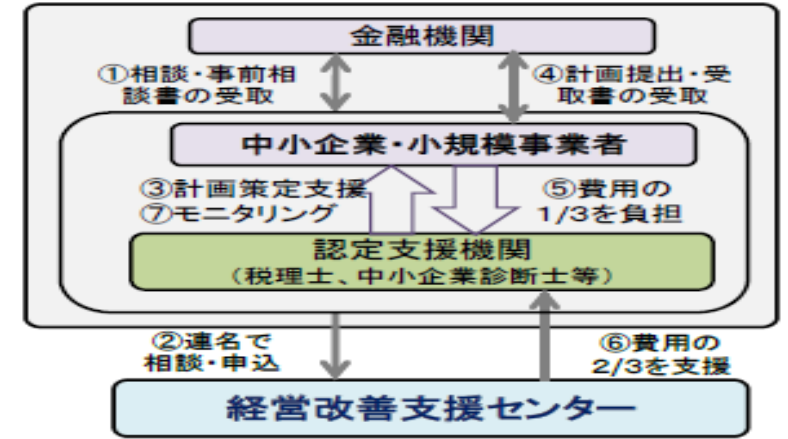 金融機関
①相談・事前相
談書の受取
④計画提出・受
取書の受取
中小企業・小規模事業者
③計画策定支援
⑦モニタリング
⑤費用の
1/3を負担
認定支援機関
（税理士、中小企業診断士等）
②連名で
相談・申込
⑥費用の
2/3を支援
経営改善支援センター